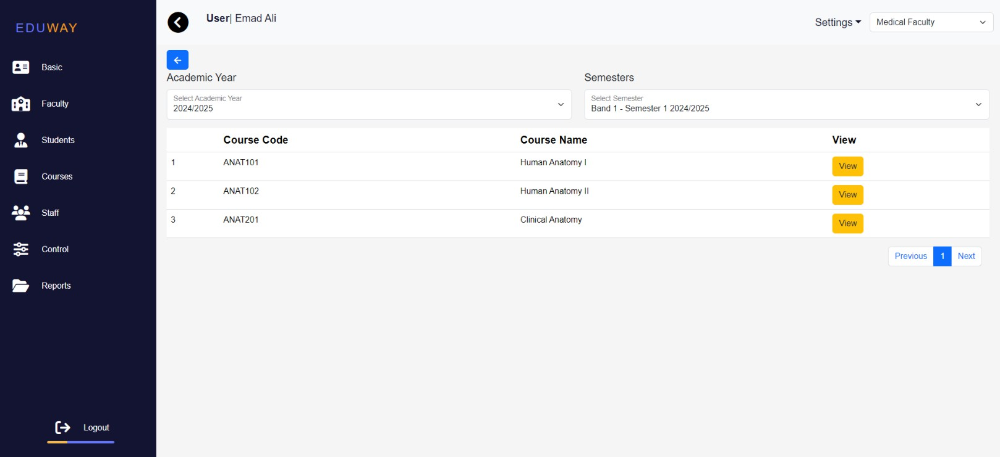 EDUWAY
User| Emad Ali
Settings
Medical Faculty
Basic
Faculty
Students
Courses
Staff
Control
Reports
Logout
Academic Year
Select Academic Year
2024/2025
Semesters
Select Semester
Band 1 - Semester 1 2024/2025
Course Code Course Name View
1 ANAT101 Human Anatomy I View
2 ANAT102 Human Anatomy II View
3 ANAT201 Clinical Anatomy View
Previous 1 Next